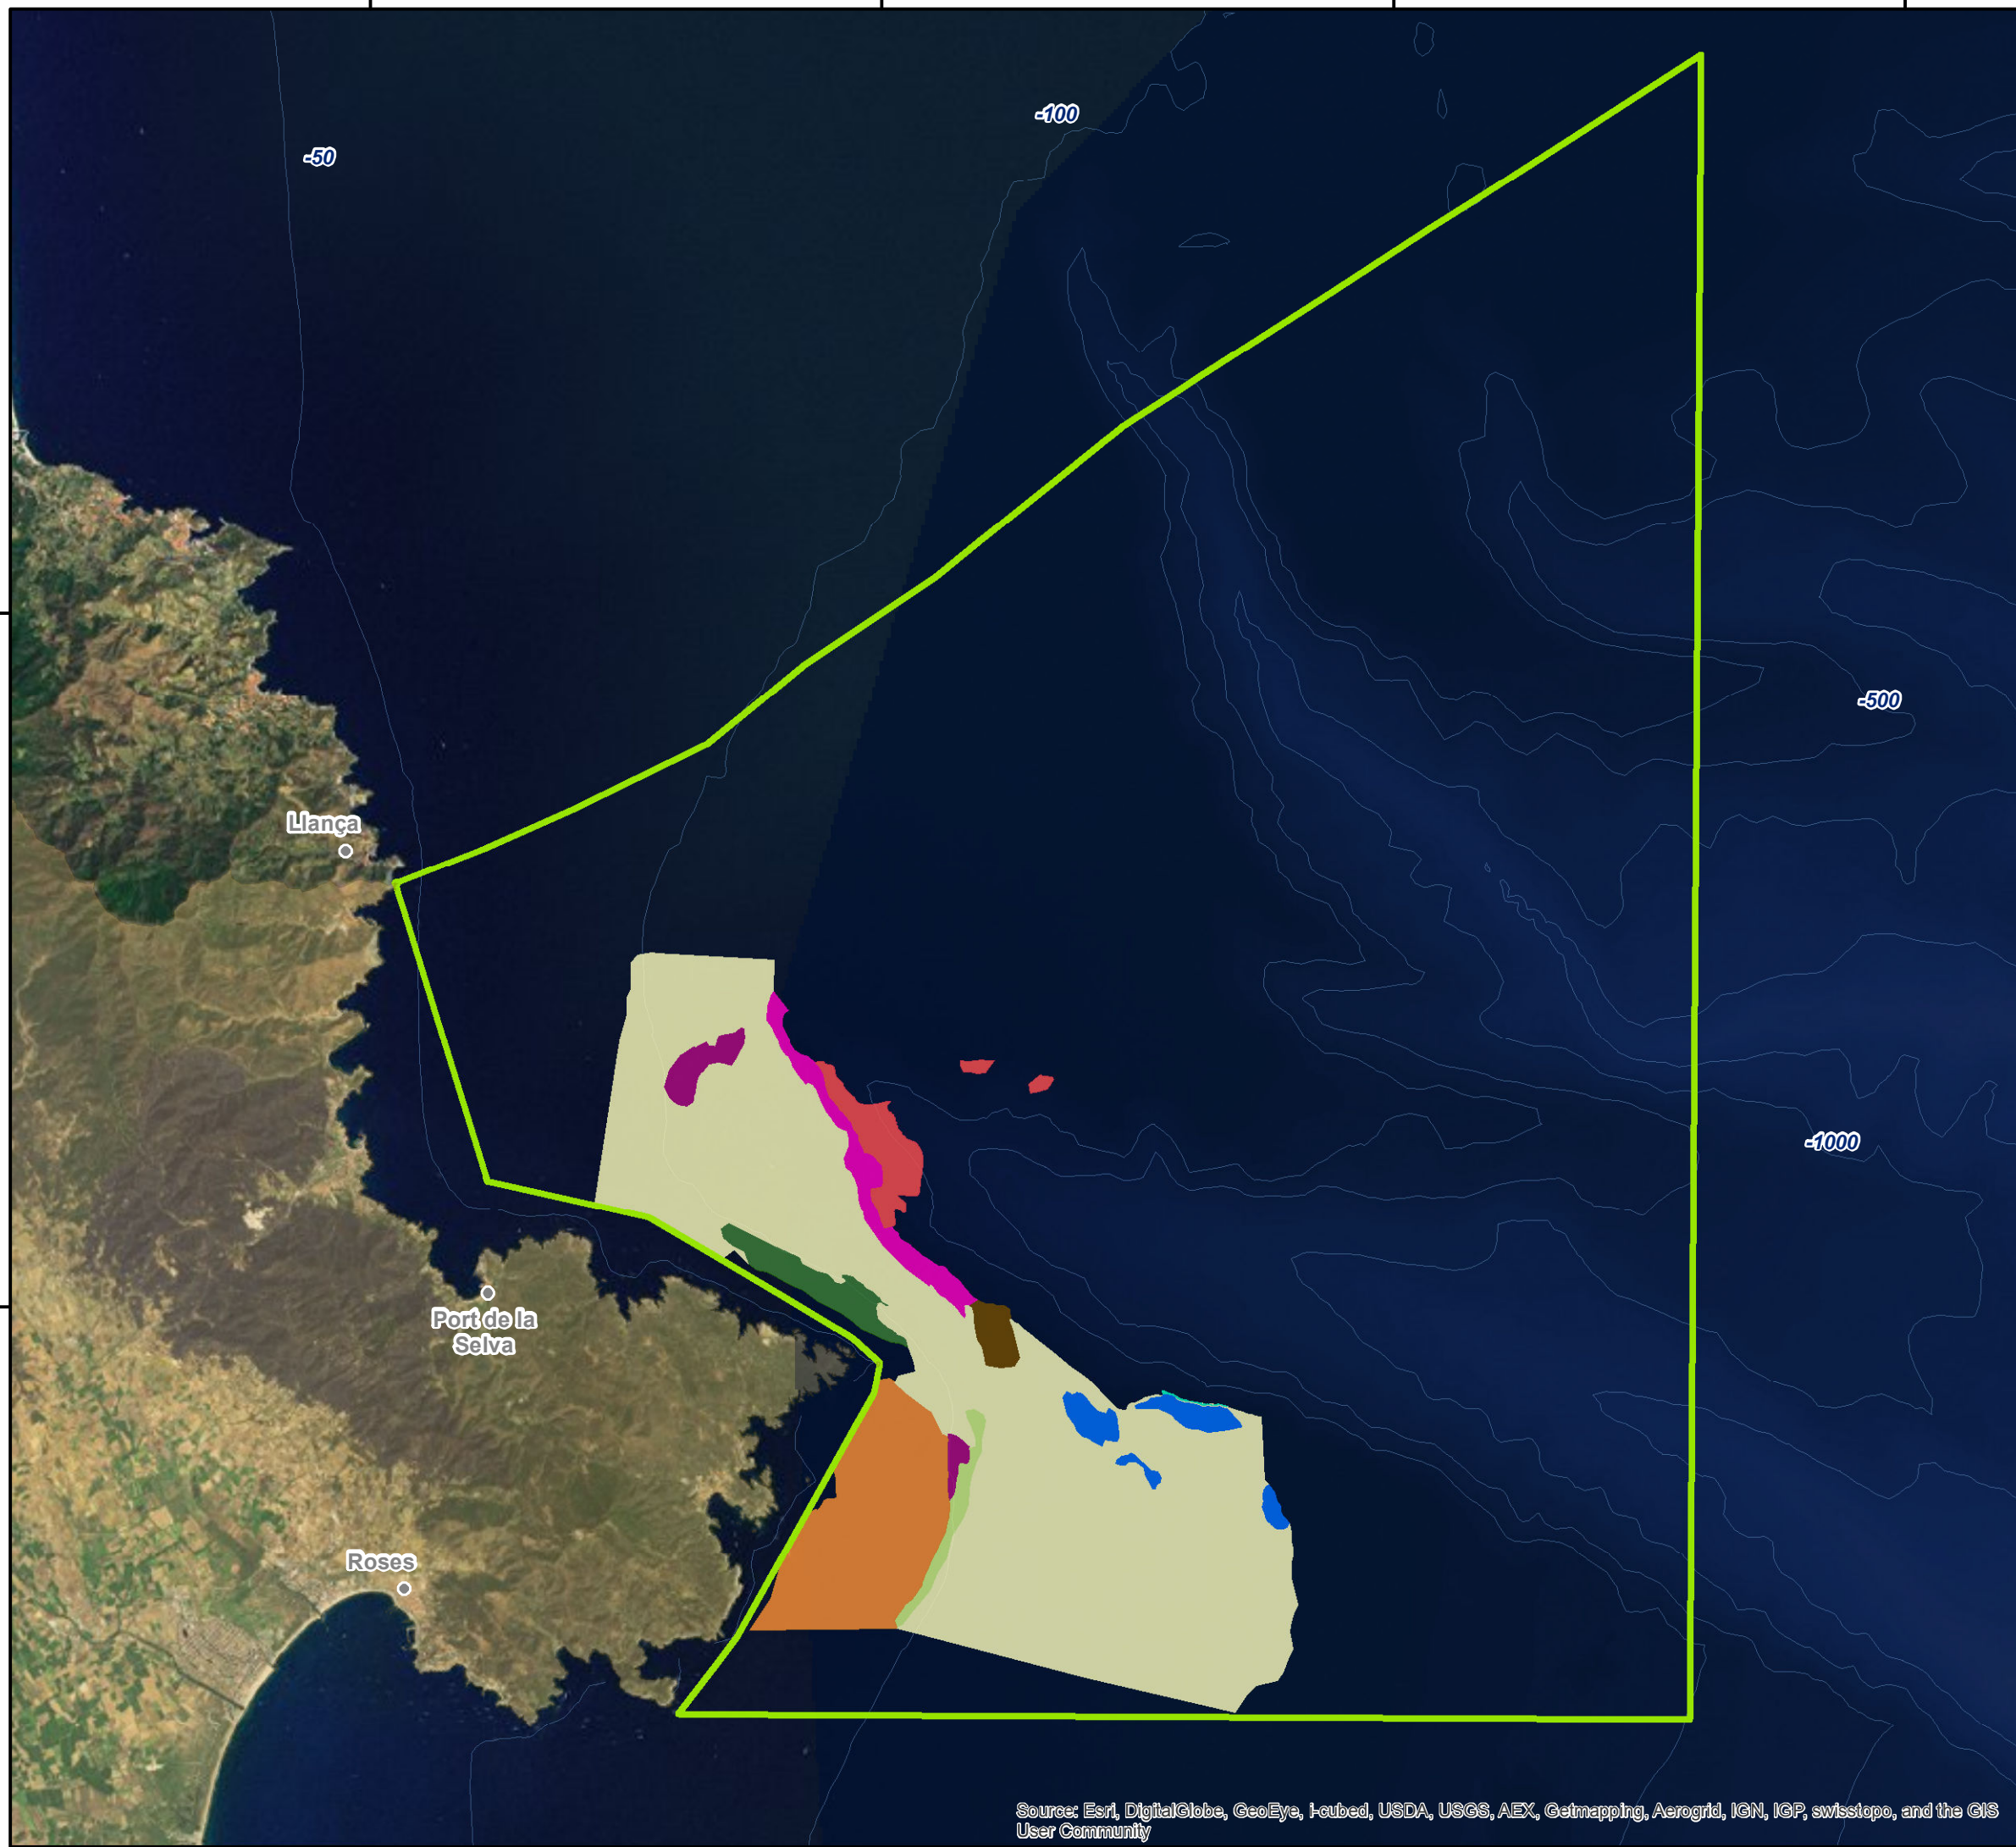 -100
-50
-500
Llança
-1000
Port de la
Selva
Roses
Source: Esri, DigitalGlobe, GeoEye, i-cubed, USDA, USGS, AEX, Getmapping, Aerogrid, IGN, IGP, swisstopo, and the GIS
User Community